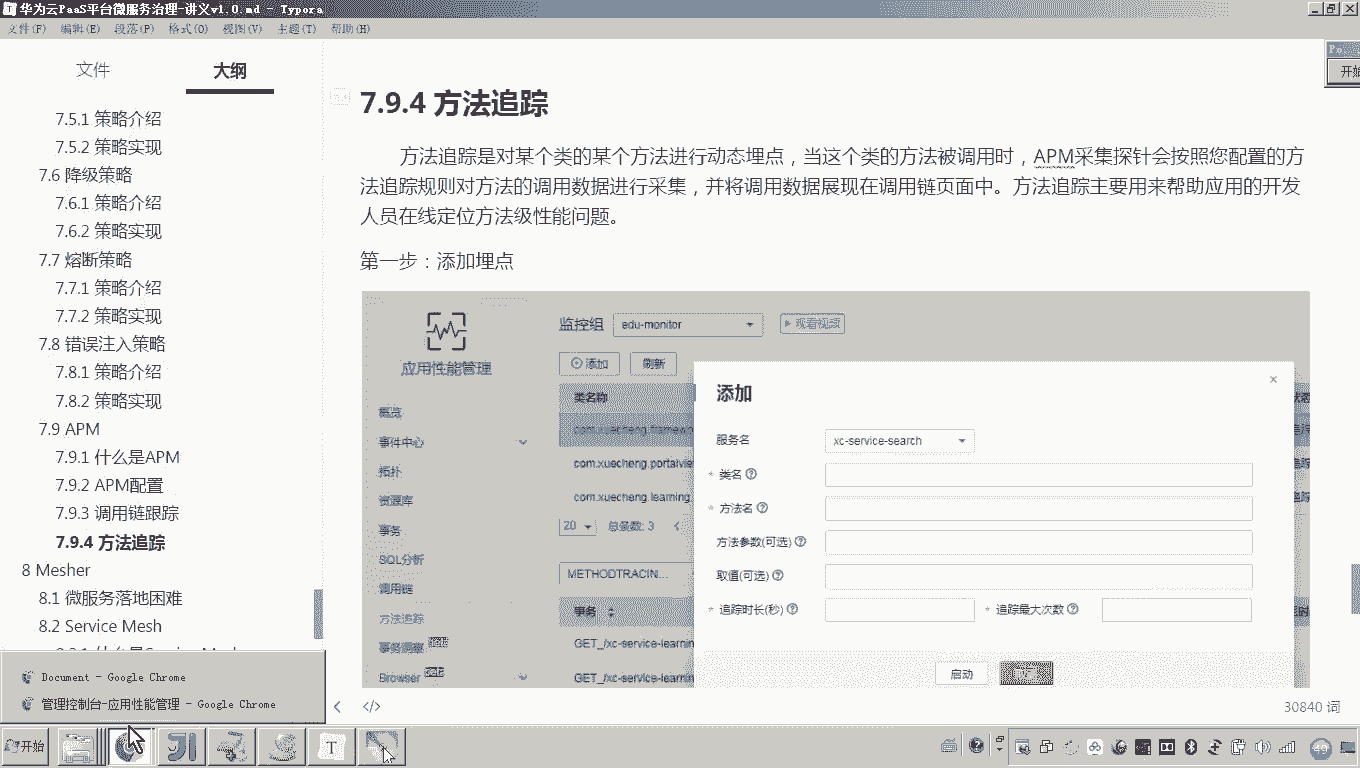 华为云PaaS平台微服务治理-讲义v1.0.md - Typora
文件(F) 编辑(E) 段落(P) 格式(O) 视图(V) 主题(T) 帮助(H)
文件 大纲
7.5.1 策略介绍
7.5.2 策略实现
7.6 降级策略
7.6.1 策略介绍
7.6.2 策略实现
7.7 熔断策略
7.7.1 策略介绍
7.7.2 策略实现
7.8 错误注入策略
7.8.1 策略介绍
7.8.2 策略实现
7.9 APM
7.9.1 什么是APM
7.9.2 APM配置
7.9.3 调用链跟踪
7.9.4 方法追踪
8 Mesher
8.1 微服务落地困难
8.2 Service Mesh
Document - Google Chrome
管理控制台-应用性能管理 - Google Chrome
7.9.4 方法追踪
方法追踪是对某个类的某个方法进行动态埋点，当这个类的方法被调用时，APM采集探针会按照您配置的方
法追踪规则对方法的调用数据进行采集，并将调用数据展现在调用链页面中。方法追踪主要用来帮助应用的开发
人员在线定位方法级性能问题。
第一步：添加埋点
应用性能管理
概览
事件中心
拓扑
资源库
事务
SQL分析
调用链
方法追踪
事务洞察
Browser
监控组 edu-monitor 观看视频
添加 刷新
类名称
com.xuecheng.framework
com.xuecheng.portalvie
com.xuecheng.learning
20 总条数: 3
METHODTRACIN...
事务
GET_/xc-service-learnin
GET_/xc-service-learnin
添加
服务名 xc-service-search
* 类名
* 方法名
方法参数(可选)
取值(可选)
* 追踪时长(秒) * 追踪最大次数
启动
30840 词
开始
开始
49